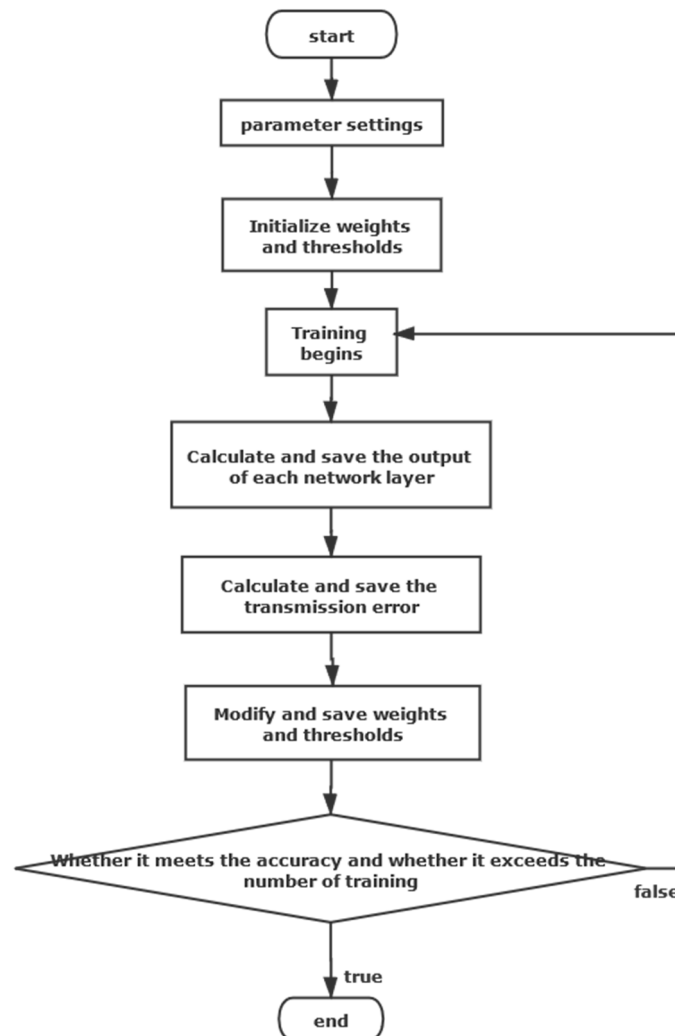 start
parameter settings
Initialize weights
and thresholds
Training
begins
Calculate and save the output
of each network layer
Calculate and save the
transmission error
Modify and save weights
and thresholds
Whether it meets the accuracy and whether it exceeds the
number of training
false
true
end